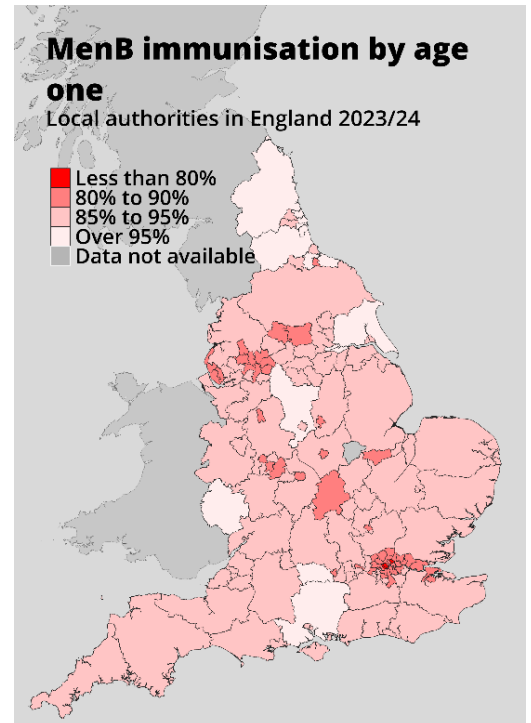 MenB immunisation by age
one
Local authorities in England 2023/24
Less than 80%
80% to 90%
85% to 95%
Over 95%
Data not available